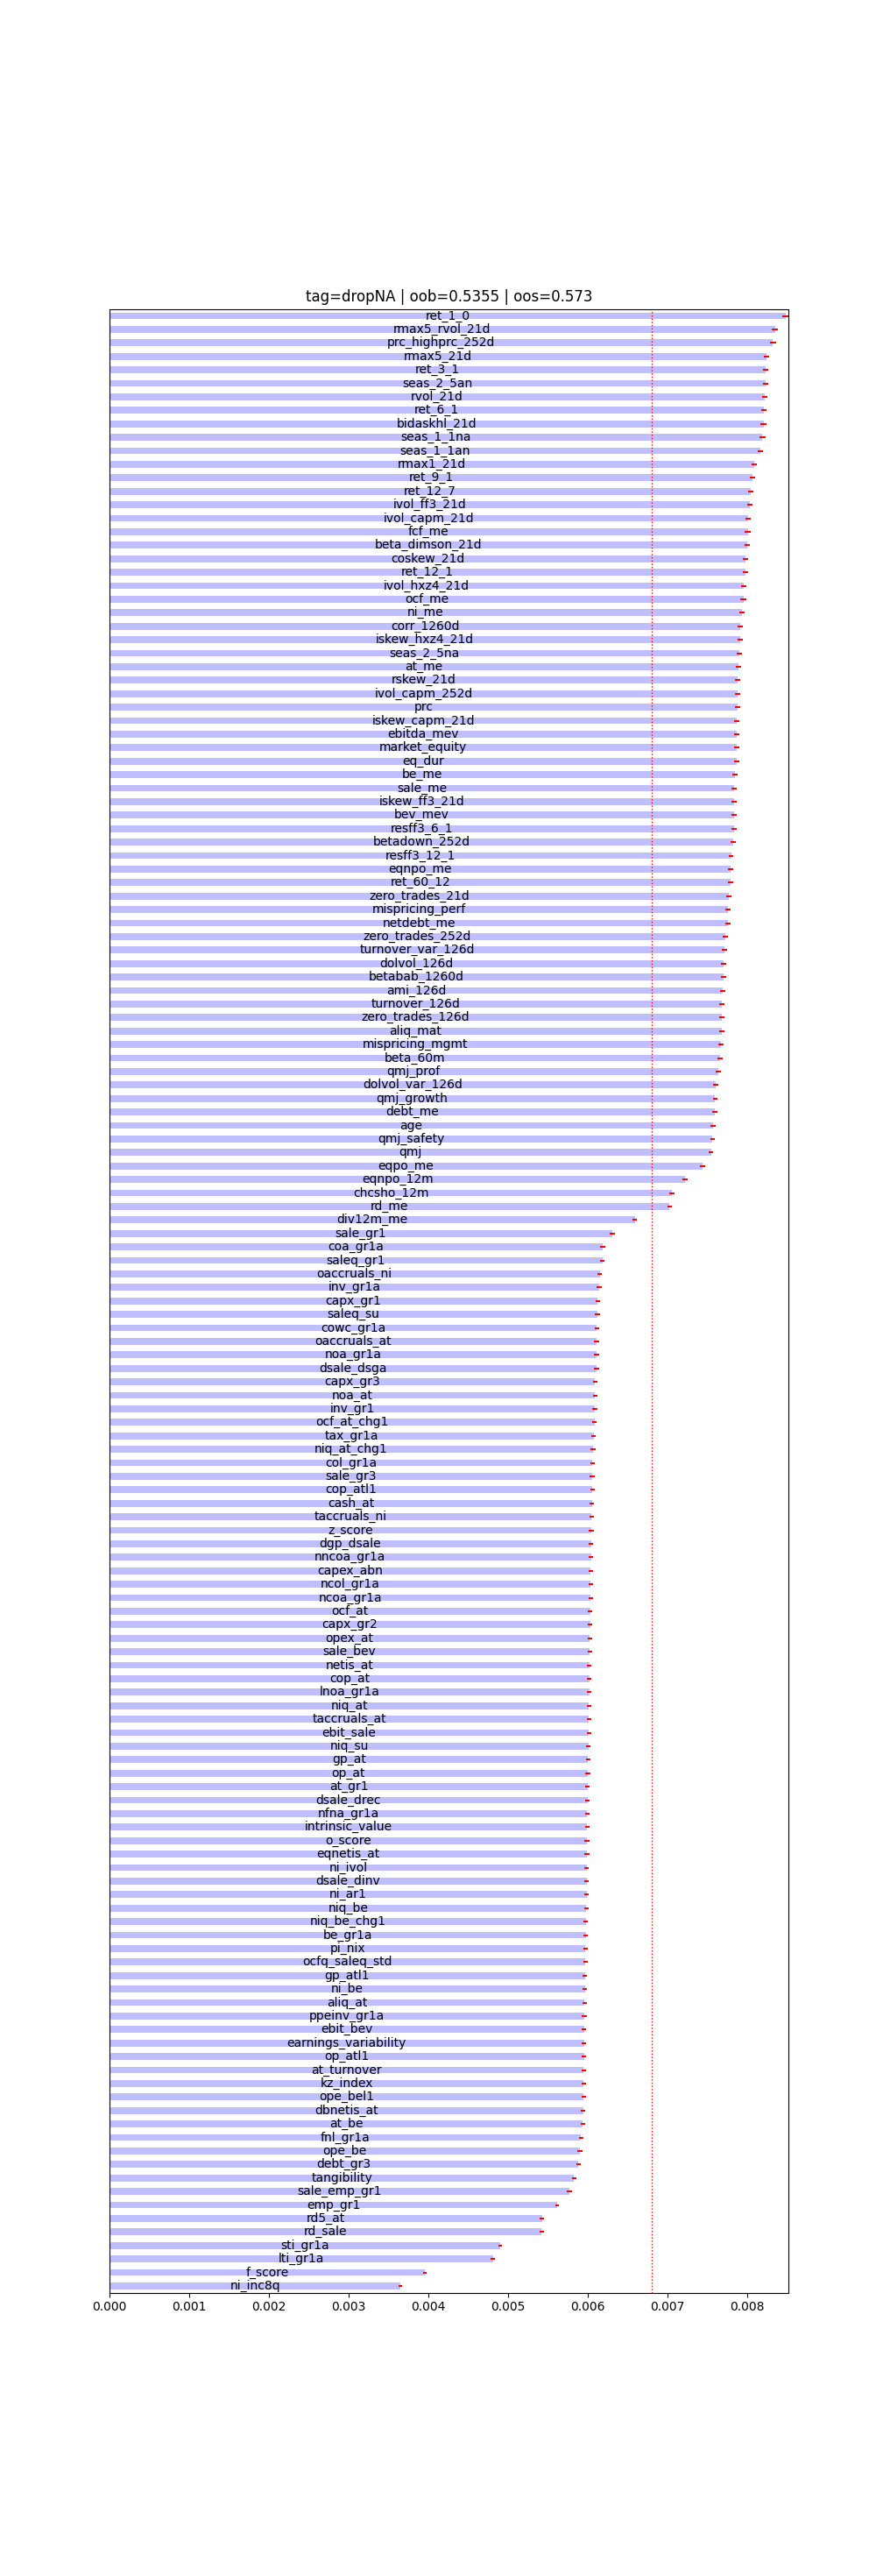 tag=dropNA | oob=0.5355 | oos=0.573
ret_1_0
rmax5_rvol_21d
prc_highprc_252d
rmax5_21d
ret_3_1
seas_2_5an
rvol_21d
ret_6_1
bidaskhl_21d
seas_1_1na
seas_1_1an
rmax1_21d
ret_9_1
ret_12_7
ivol_ff3_21d
ivol_capm_21d
fcf_me
beta_dimson_21d
coskew_21d
ret_12_1
ivol_hxz4_21d
ocf_me
ni_me
corr_1260d
iskew_hxz4_21d
seas_2_5na
at_me
rskew_21d
ivol_capm_252d
prc
iskew_capm_21d
ebitda_mev
market_equity
eq_dur
be_me
sale_me
iskew_ff3_21d
bev_mev
resff3_6_1
betadown_252d
resff3_12_1
eqnpo_me
ret_60_12
zero_trades_21d
mispricing_perf
netdebt_me
zero_trades_252d
turnover_var_126d
dolvol_126d
betabab_1260d
ami_126d
turnover_126d
zero_trades_126d
aliq_mat
mispricing_mgmt
beta_60m
qmj_prof
dolvol_var_126d
qmj_growth
debt_me
age
qmj_safety
qmj
eqpo_me
eqnpo_12m
chcsho_12m
rd_me
div12m_me
sale_gr1
coa_gr1a
saleq_gr1
oaccruals_ni
inv_gr1a
capx_gr1
saleq_su
cowc_gr1a
oaccruals_at
noa_gr1a
dsale_dsga
capx_gr3
noa_at
inv_gr1
ocf_at_chg1
tax_gr1a
niq_at_chg1
col_gr1a
sale_gr3
cop_atl1
cash_at
taccruals_ni
z_score
dgp_dsale
nncoa_gr1a
capex_abn
ncol_gr1a
ncoa_gr1a
ocf_at
capx_gr2
opex_at
sale_bev
netis_at
cop_at
lnoa_gr1a
niq_at
taccruals_at
ebit_sale
niq_su
gp_at
op_at
at_gr1
dsale_drec
nfna_gr1a
intrinsic_value
o_score
eqnetis_at
ni_ivol
dsale_dinv
ni_ar1
niq_be
niq_be_chg1
be_gr1a
pi_nix
ocfq_saleq_std
gp_atl1
ni_be
aliq_at
ppeinv_gr1a
ebit_bev
earnings_variability
op_atl1
at_turnover
kz_index
ope_bel1
dbnetis_at
at_be
fnl_gr1a
ope_be
debt_gr3
tangibility
sale_emp_gr1
emp_gr1
rd5_at
rd_sale
sti_gr1a
lti_gr1a
f_score
ni_inc8q
0.000 0.001 0.002 0.003 0.004 0.005 0.006 0.007 0.008